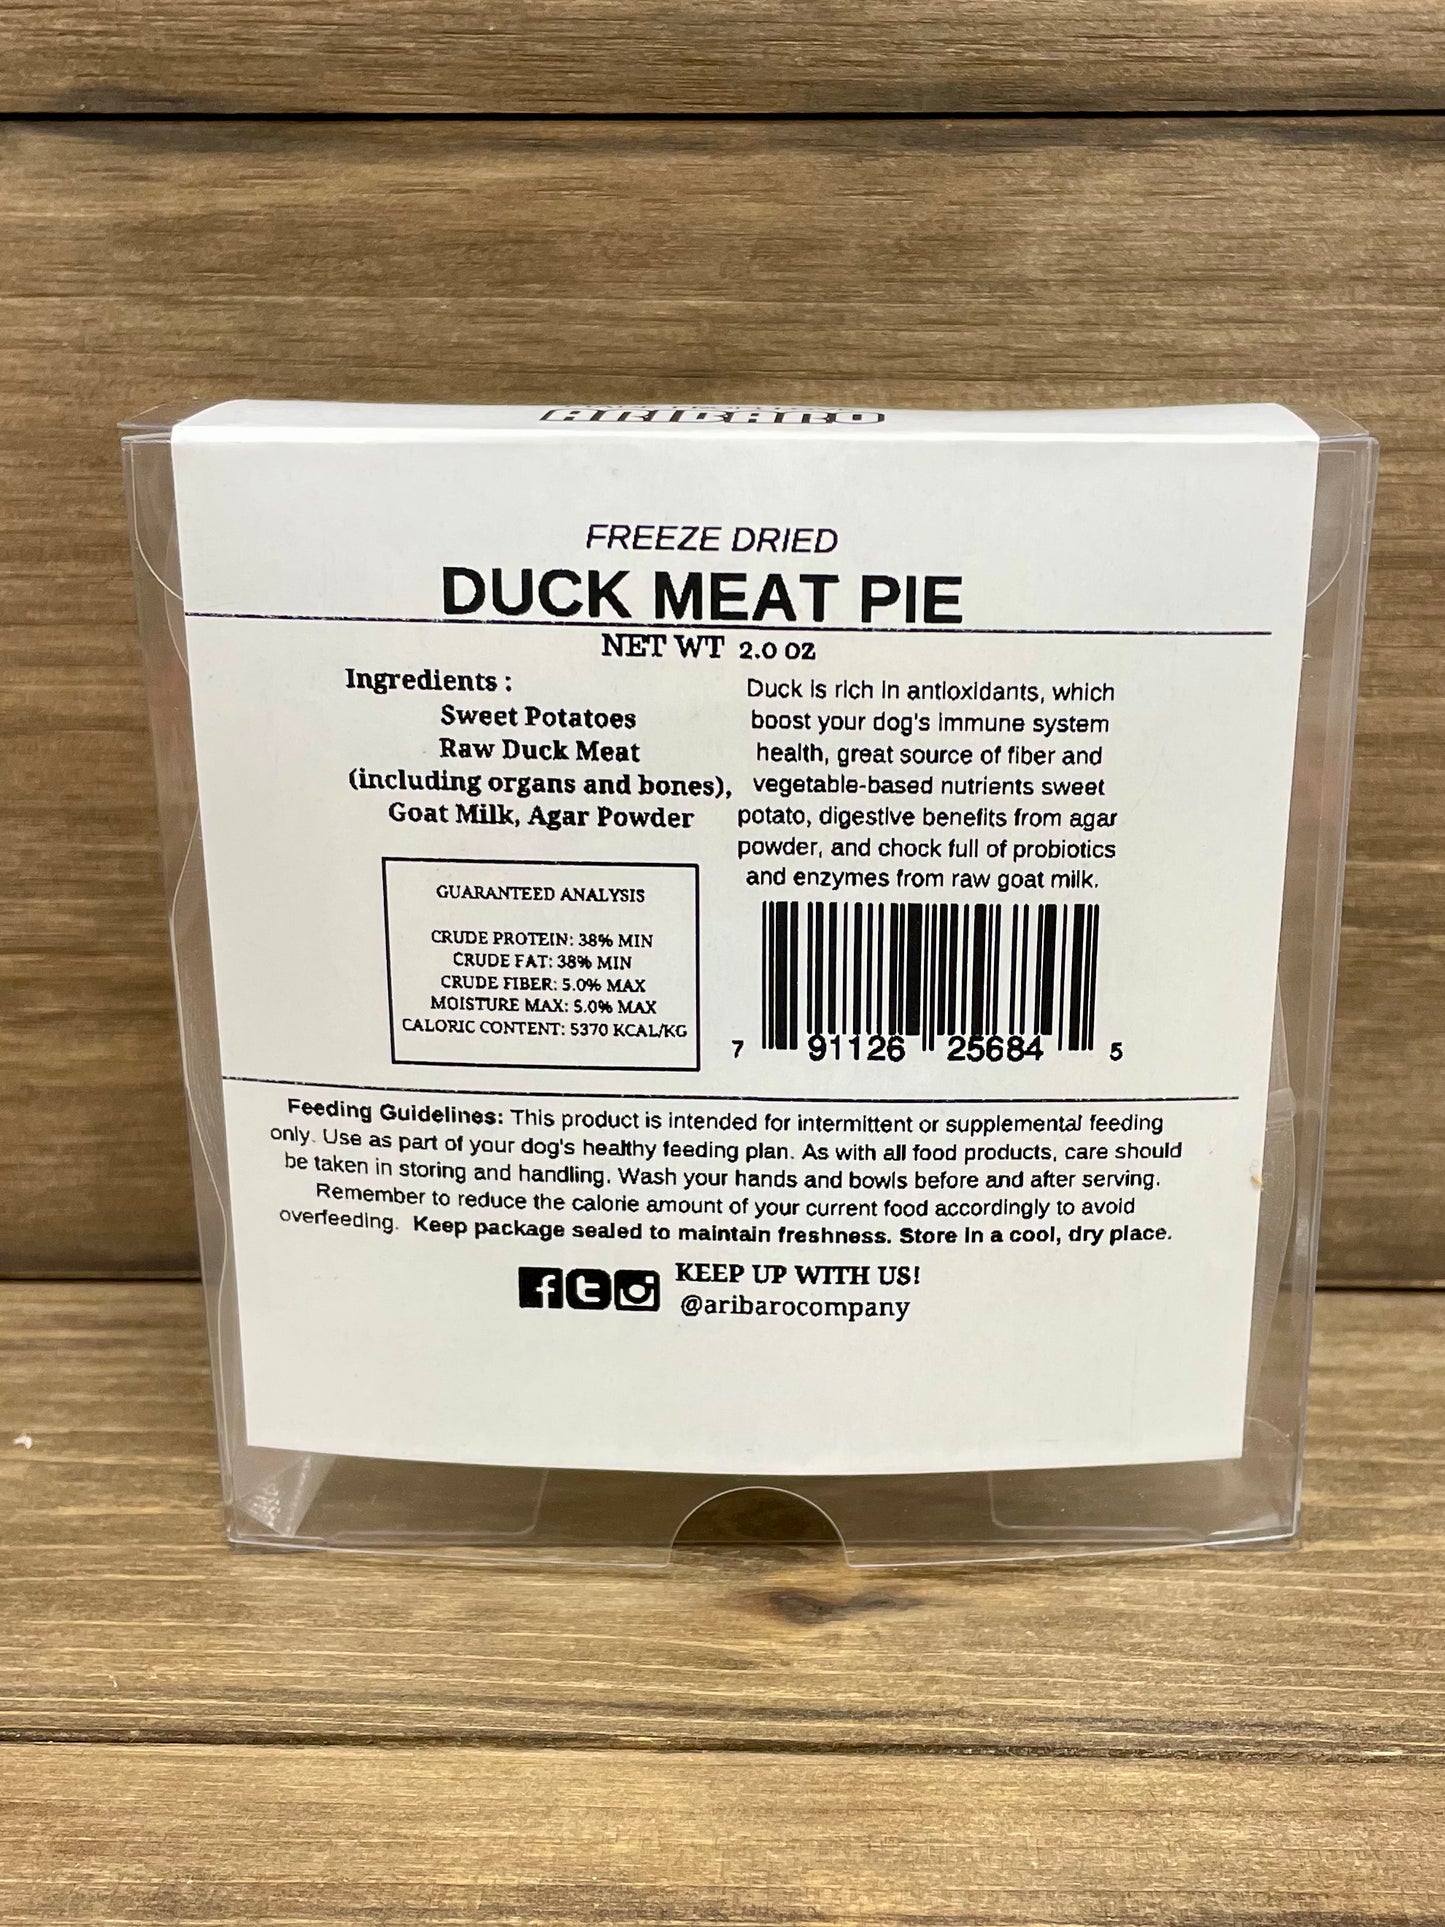 ARIBARO
FREEZE DRIED
DUCK MEAT PIE
NET WT 2.0 OZ
Ingredients :
Sweet Potatoes
Raw Duck Meat
(including organs and bones),
Goat Milk, Agar Powder
Duck is rich in antioxidants, which
boost your dog's immune system
health, great source of fiber and
vegetable-based nutrients sweet
potato, digestive benefits from agar
powder, and chock full of probiotics
and enzymes from raw goat milk.
GUARANTEED ANALYSIS
CRUDE PROTEIN: 38% MIN
CRUDE FAT: 38% MIN
CRUDE FIBER: 5.0% MAX
MOISTURE MAX: 5.0% MAX
CALORIC CONTENT: 5370 KCAL/KG
7 91126 25684 5
Feeding Guidelines: This product is intended for intermittent or supplemental feeding
only. Use as part of your dog's healthy feeding plan. As with all food products, care should
be taken in storing and handling. Wash your hands and bowls before and after serving.
Remember to reduce the calorie amount of your current food accordingly to avoid
overfeeding. Keep package sealed to maintain freshness. Store in a cool, dry place.
KEEP UP WITH US!
@aribarocompany